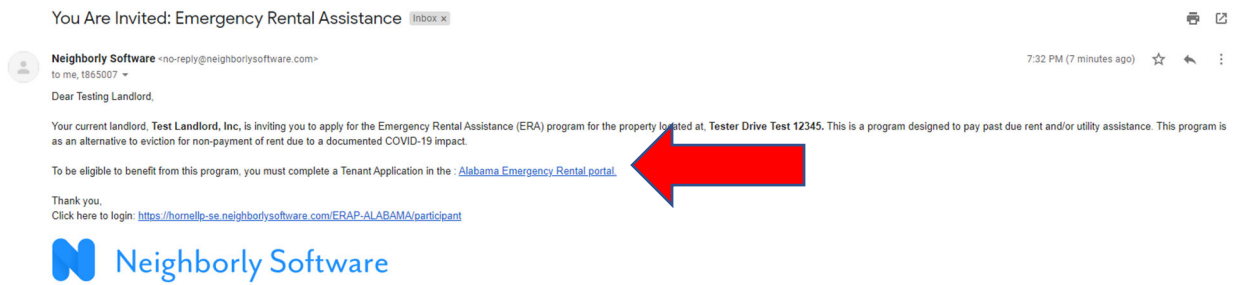 You Are Invited: Emergency Rental Assistance Inbox x
Neighborly Software <no-reply@neighborlysoftware.com>
7:32 PM (7 minutes ago)
to me, t865007
Dear Testing Landlord,
Your current landlord, Test Landlord, Inc, is inviting you to apply for the Emergency Rental Assistance (ERA) program for the property located at, Tester Drive Test 12345. This is a program designed to pay past due rent and/or utility assistance. This program is
as an alternative to eviction for non-payment of rent due to a documented COVID-19 impact.
To be eligible to benefit from this program, you must complete a Tenant Application in the : Alabama Emergency Rental portal.
Thank you,
Click here to login: https://hornellp-se.neighborlysoftware.com/ERAP-ALABAMA/participant
Neighborly Software